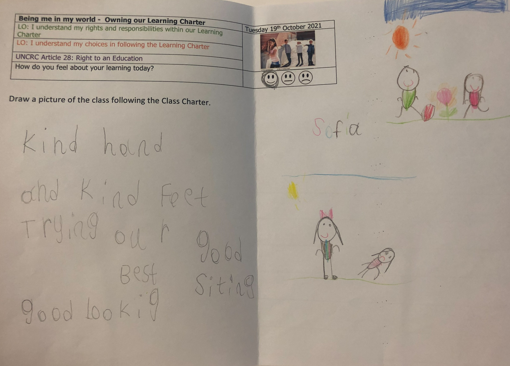 Being me in my world - Owning our Learning Charter
Tuesday 19th October 2021
LO: I understand my rights and responsibilities within our Learning
Charter
LO: I understand my choices in following the Learning Charter
UNCRC Article 28: Right to an Education
How do you feel about your learning today?
Draw a picture of the class following the Class Charter.
Kind hand
and kind feet
Trying our good
Best siting
good lookig
Sofia